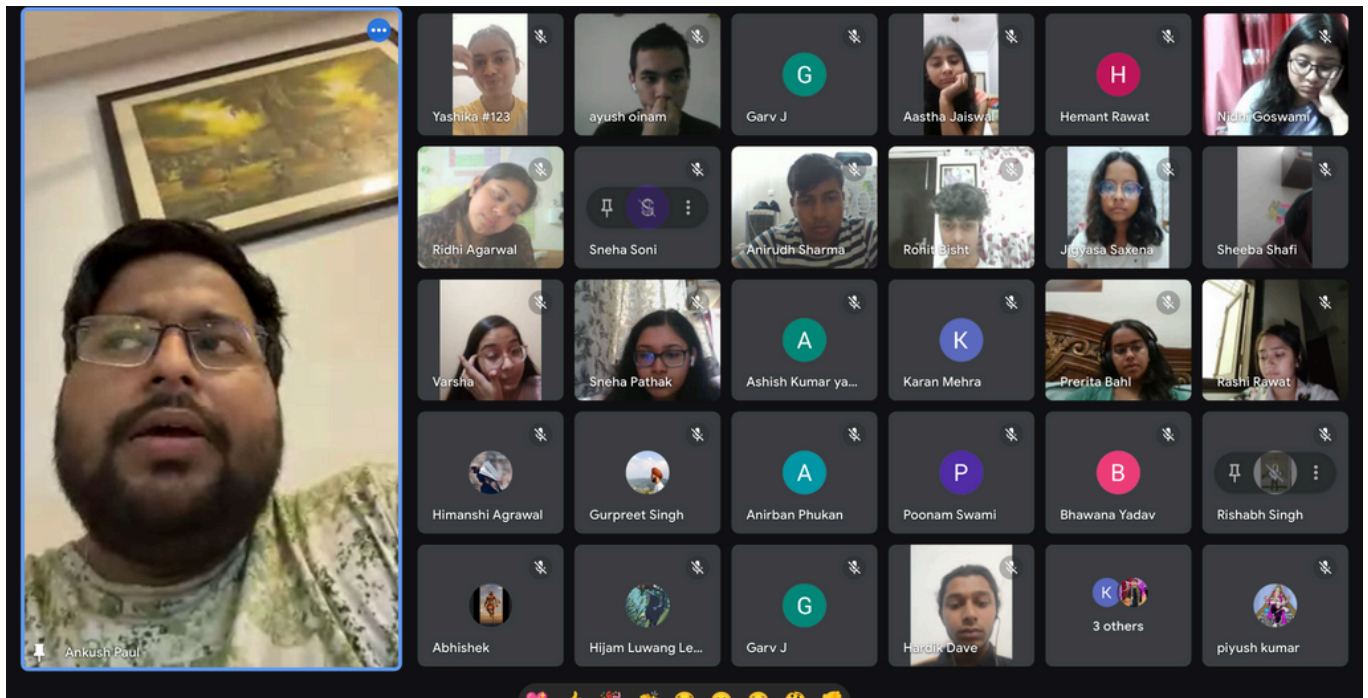 Ankush Paul
Yashika #123
ayush oinam
G
Garv J
Aastha Jaiswal
H
Hemant Rawat
Nidhi Goswami
Ridhi Agarwal
S
Sneha Soni
Anirudh Sharma
Rohit Bisht
Jigyasa Saxena
Sheeba Shafi
Varsha
Sneha Pathak
A
Ashish Kumar ya...
K
Karan Mehra
Prerita Bahl
Rashi Rawat
Himanshi Agrawal
Gurpreet Singh
A
Anirban Phukan
P
Poonam Swami
B
Bhawana Yadav
Rishabh Singh
Abhishek
Hijam Luwang Le...
G
Garv J
Hardik Dave
K
3 others
piyush kumar